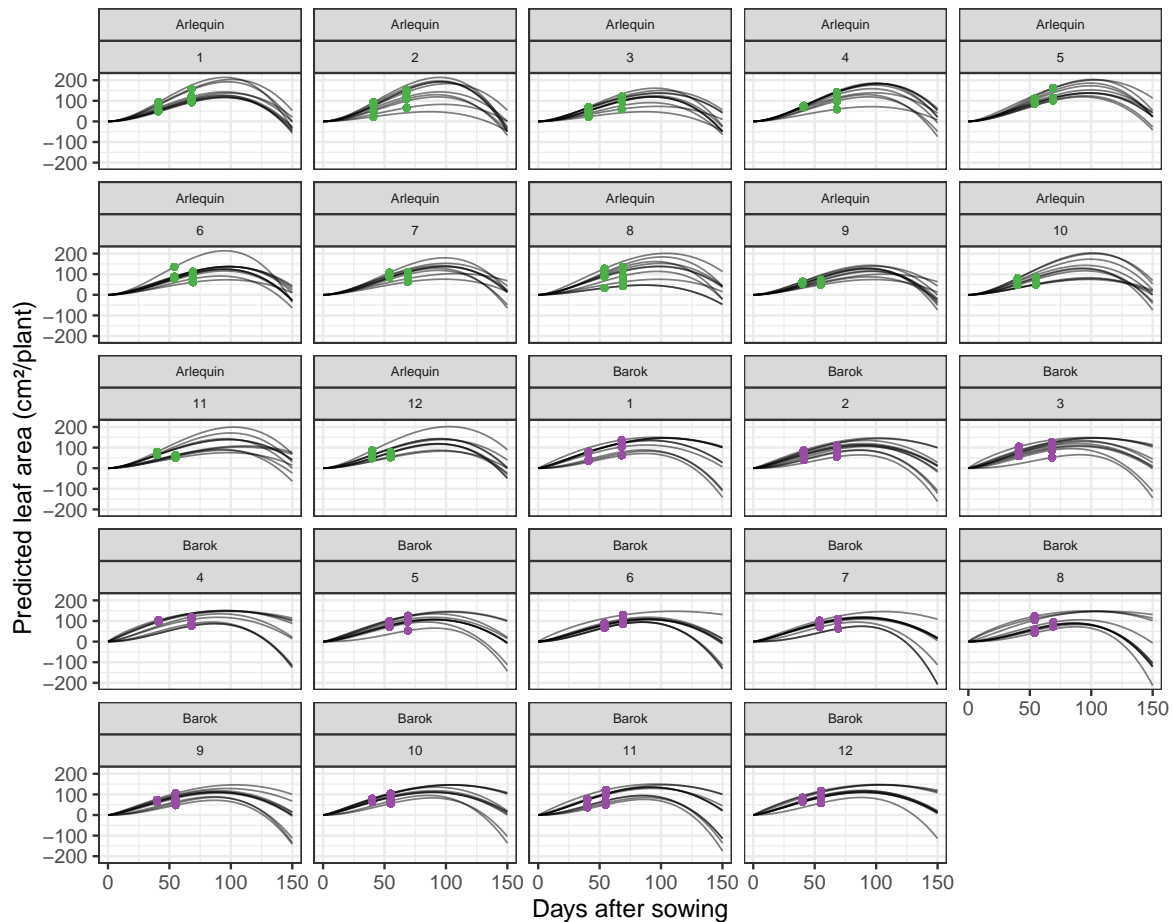 Arlequin Arlequin Arlequin Arlequin Arlequin
1 2 3 4 5
200
100
0
−100
−200
Arlequin Arlequin Arlequin Arlequin Arlequin
6 7 8 9 10
200
100
0
−100
−200
Arlequin Arlequin Barok Barok Barok
11 12 1 2 3
200
100
0
−100
−200
Barok Barok Barok Barok Barok
4 5 6 7 8
200
100
0
−100
−200
0 50 100 150
Barok Barok Barok Barok
9 10 11 12
200
100
0
−100
−200
0 50 100 150 0 50 100 150 0 50 100 150 0 50 100 150
Days after sowing
Predicted leaf area (cm²/plant)